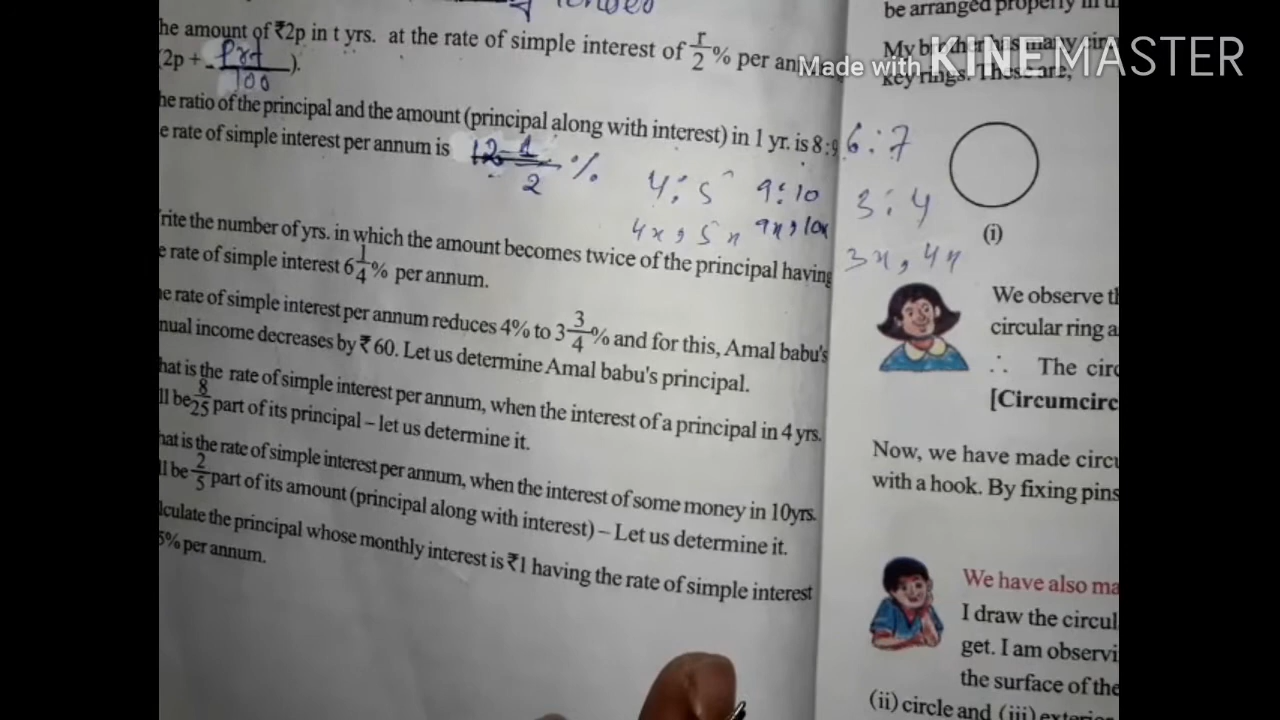 he amount of ₹2p in t yrs. at the rate of simple interest of r/2 % per an
(2p + prt/100 ).
he ratio of the principal and the amount (principal along with interest) in 1 yr. is 8:9
e rate of simple interest per annum is 12 1/2 %
rite the number of yrs. in which the amount becomes twice of the principal having
e rate of simple interest 6 1/4 % per annum.
e rate of simple interest per annum reduces 4% to 3 3/4 % and for this, Amal babu's
nual income decreases by ₹ 60. Let us determine Amal babu's principal.
hat is the rate of simple interest per annum, when the interest of a principal in 4 yrs.
ll be 8/25 part of its principal – let us determine it.
hat is the rate of simple interest per annum, when the interest of some money in 10yrs.
ll be 2/5 part of its amount (principal along with interest) – Let us determine it.
lculate the principal whose monthly interest is ₹1 having the rate of simple interest
5% per annum.
4:5 9:10
4x, 5x 9x, 10x
6:7
3:4
3x, 4x
be arranged properly in
My brother has many
key rings. These are,
Made with KINEMASTER
(i)
We observe t
circular ring a
∴ The circ
[Circumcirc
Now, we have made circu
with a hook. By fixing pins
We have also ma
I draw the circul
get. I am observi
the surface of the
(ii) circle and (iii)